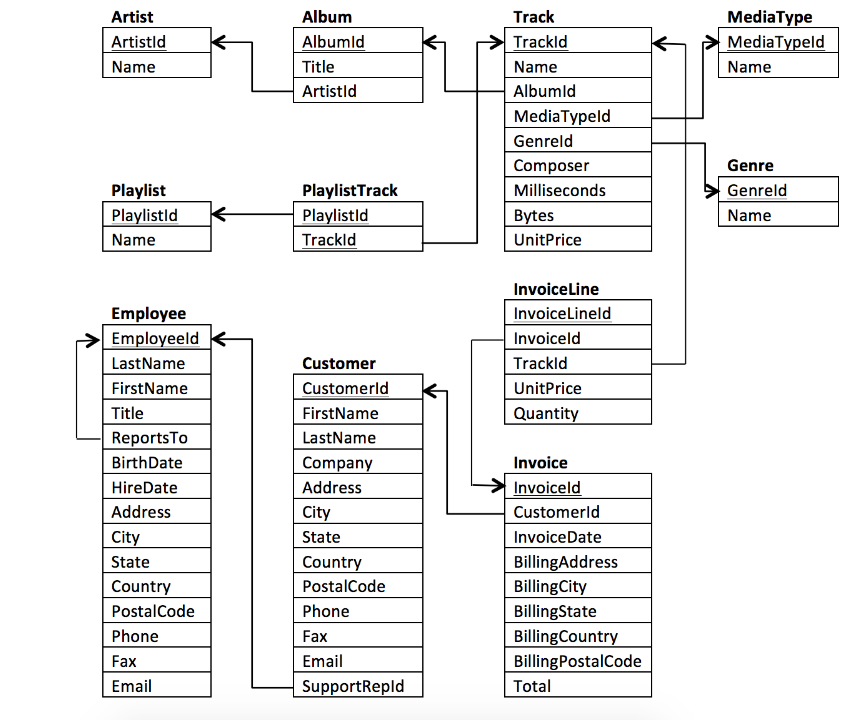 Artist
ArtistId
Name
Album
AlbumId
Title
ArtistId
Track
TrackId
Name
AlbumId
MediaTypeId
GenreId
Composer
Milliseconds
Bytes
UnitPrice
MediaType
MediaTypeId
Name
Genre
GenreId
Name
Playlist
PlaylistId
Name
PlaylistTrack
PlaylistId
TrackId
Employee
EmployeeId
LastName
FirstName
Title
ReportsTo
BirthDate
HireDate
Address
City
State
Country
PostalCode
Phone
Fax
Email
Customer
CustomerId
FirstName
LastName
Company
Address
City
State
Country
PostalCode
Phone
Fax
Email
SupportRepId
InvoiceLine
InvoiceLineId
InvoiceId
TrackId
UnitPrice
Quantity
Invoice
InvoiceId
CustomerId
InvoiceDate
BillingAddress
BillingCity
BillingState
BillingCountry
BillingPostalCode
Total